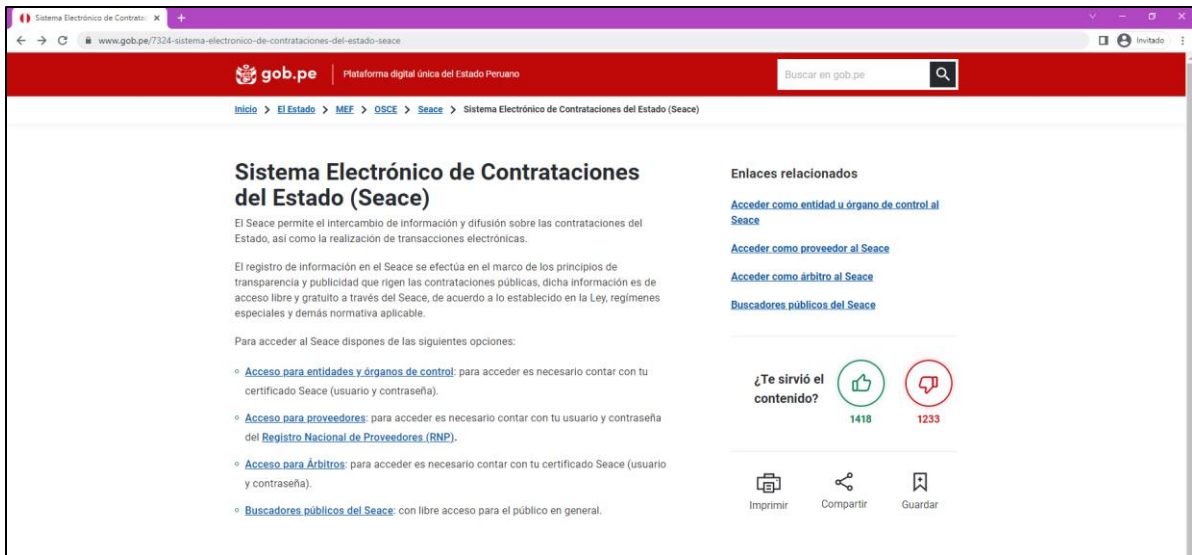 Sistema Electrónico de Contratac
www.gob.pe/7324-sistema-electronico-de-contrataciones-del-estado-seace
Invitado
gob.pe
Plataforma digital única del Estado Peruano
Buscar en gob.pe
Inicio > El Estado > MEF > OSCE > Seace > Sistema Electrónico de Contrataciones del Estado (Seace)
Sistema Electrónico de Contrataciones
del Estado (Seace)
El Seace permite el intercambio de información y difusión sobre las contrataciones del
Estado, así como la realización de transacciones electrónicas.
El registro de información en el Seace se efectúa en el marco de los principios de
transparencia y publicidad que rigen las contrataciones públicas, dicha información es de
acceso libre y gratuito a través del Seace, de acuerdo a lo establecido en la Ley, regímenes
especiales y demás normativa aplicable.
Para acceder al Seace dispones de las siguientes opciones:
Acceso para entidades y órganos de control: para acceder es necesario contar con tu
certificado Seace (usuario y contraseña).
Acceso para proveedores: para acceder es necesario contar con tu usuario y contraseña
del Registro Nacional de Proveedores (RNP).
Acceso para Árbitros: para acceder es necesario contar con tu certificado Seace (usuario
y contraseña).
Buscadores públicos del Seace: con libre acceso para el público en general.
Enlaces relacionados
Acceder como entidad u órgano de control al
Seace
Acceder como proveedor al Seace
Acceder como árbitro al Seace
Buscadores públicos del Seace
¿Te sirvió el
contenido?
1418
1233
Imprimir
Compartir
Guardar